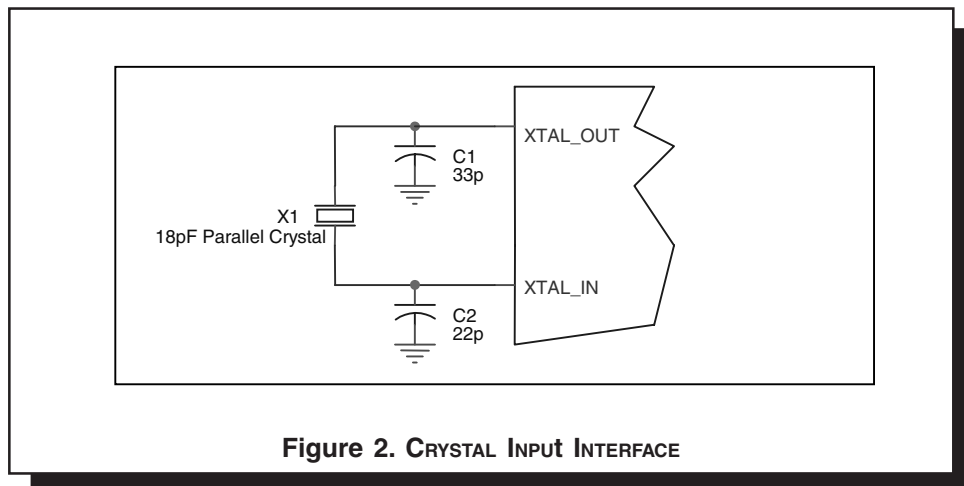 XTAL_OUT
C1
33p
X1
18pF Parallel Crystal
XTAL_IN
C2
22p
Figure 2. CRYSTAL INPUt INTERFACE